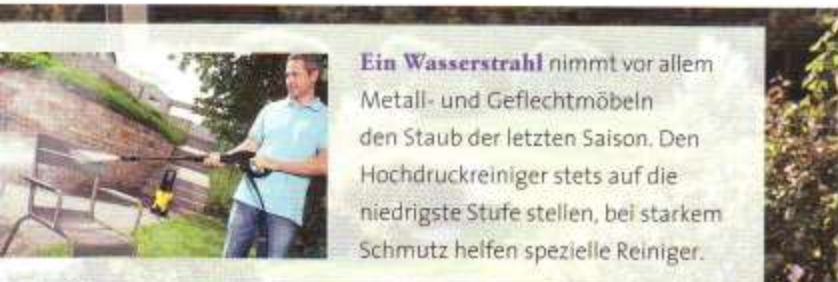 Ein Wasserstrahl nimmt vor allem
Metall- und Geflechtmöbeln
den Staub der letzten Saison. Den
Hochdruckreiniger stets auf die
niedrigste Stufe stellen, bei starkem
Schmutz helfen spezielle Reiniger.